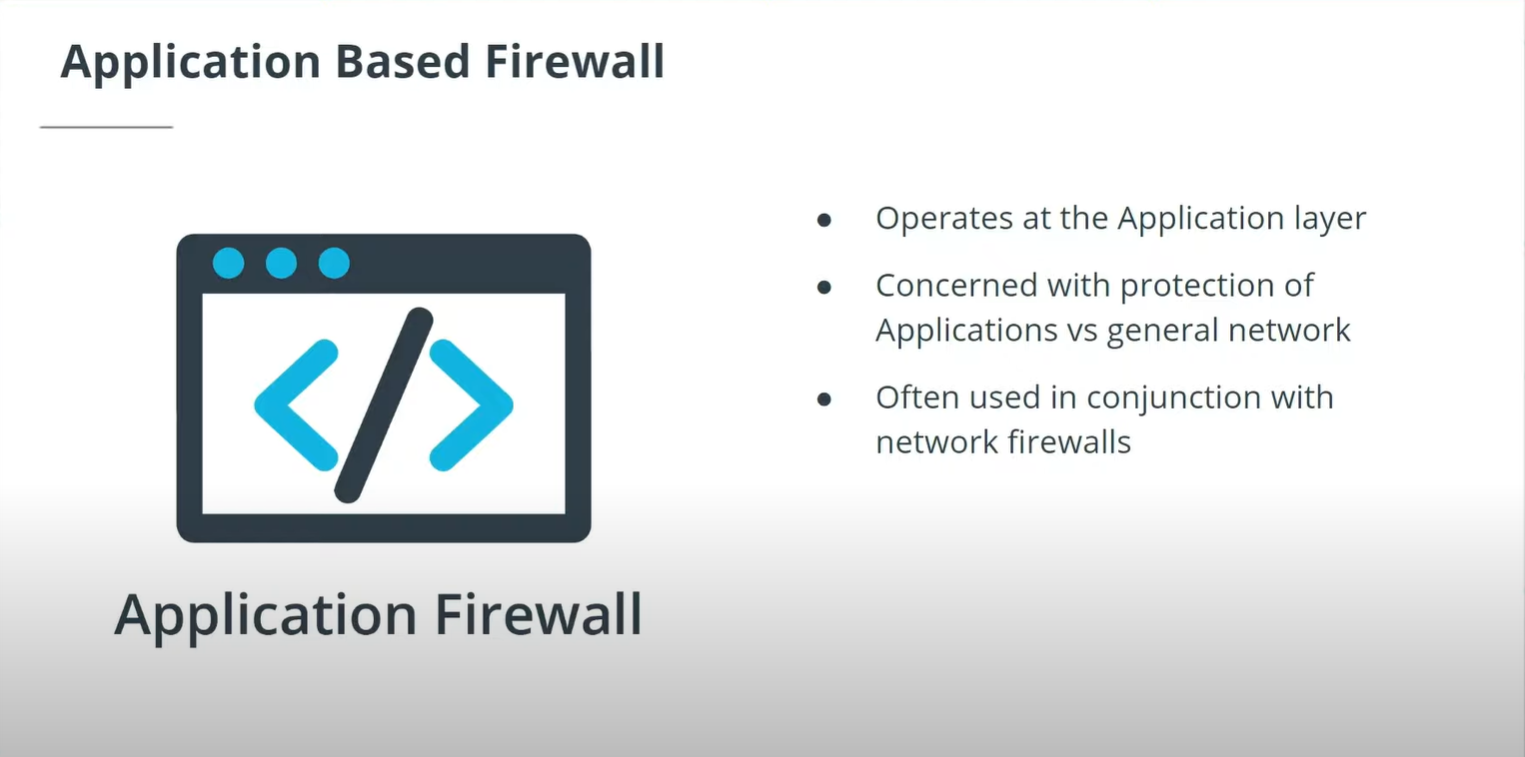 Application Based Firewall
Operates at the Application layer
Concerned with protection of
Applications vs general network
Often used in conjunction with
network firewalls
Application Firewall